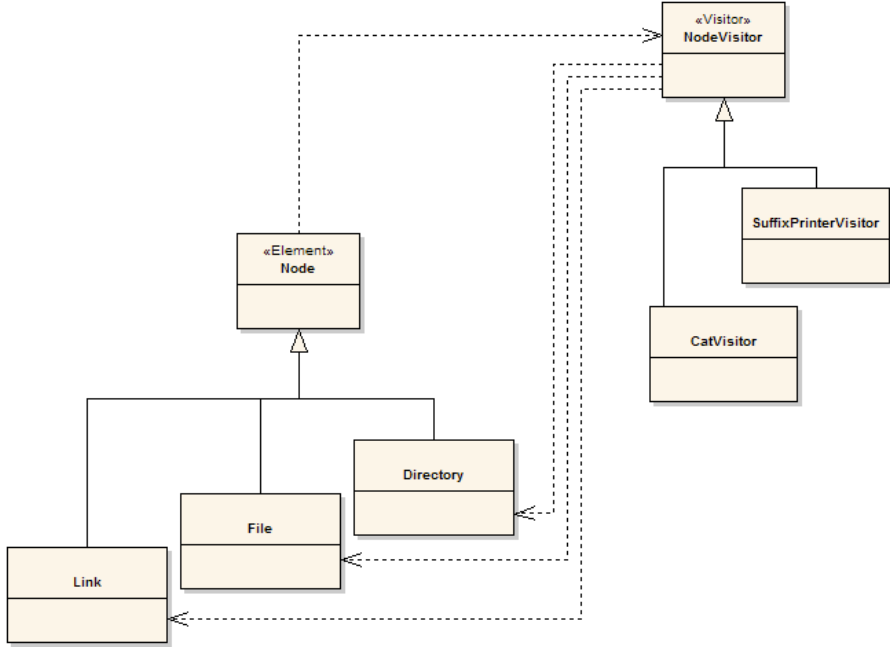 «Visitor»
NodeVisitor
SuffixPrinterVisitor
«Element»
Node
CatVisitor
Directory
File
Link